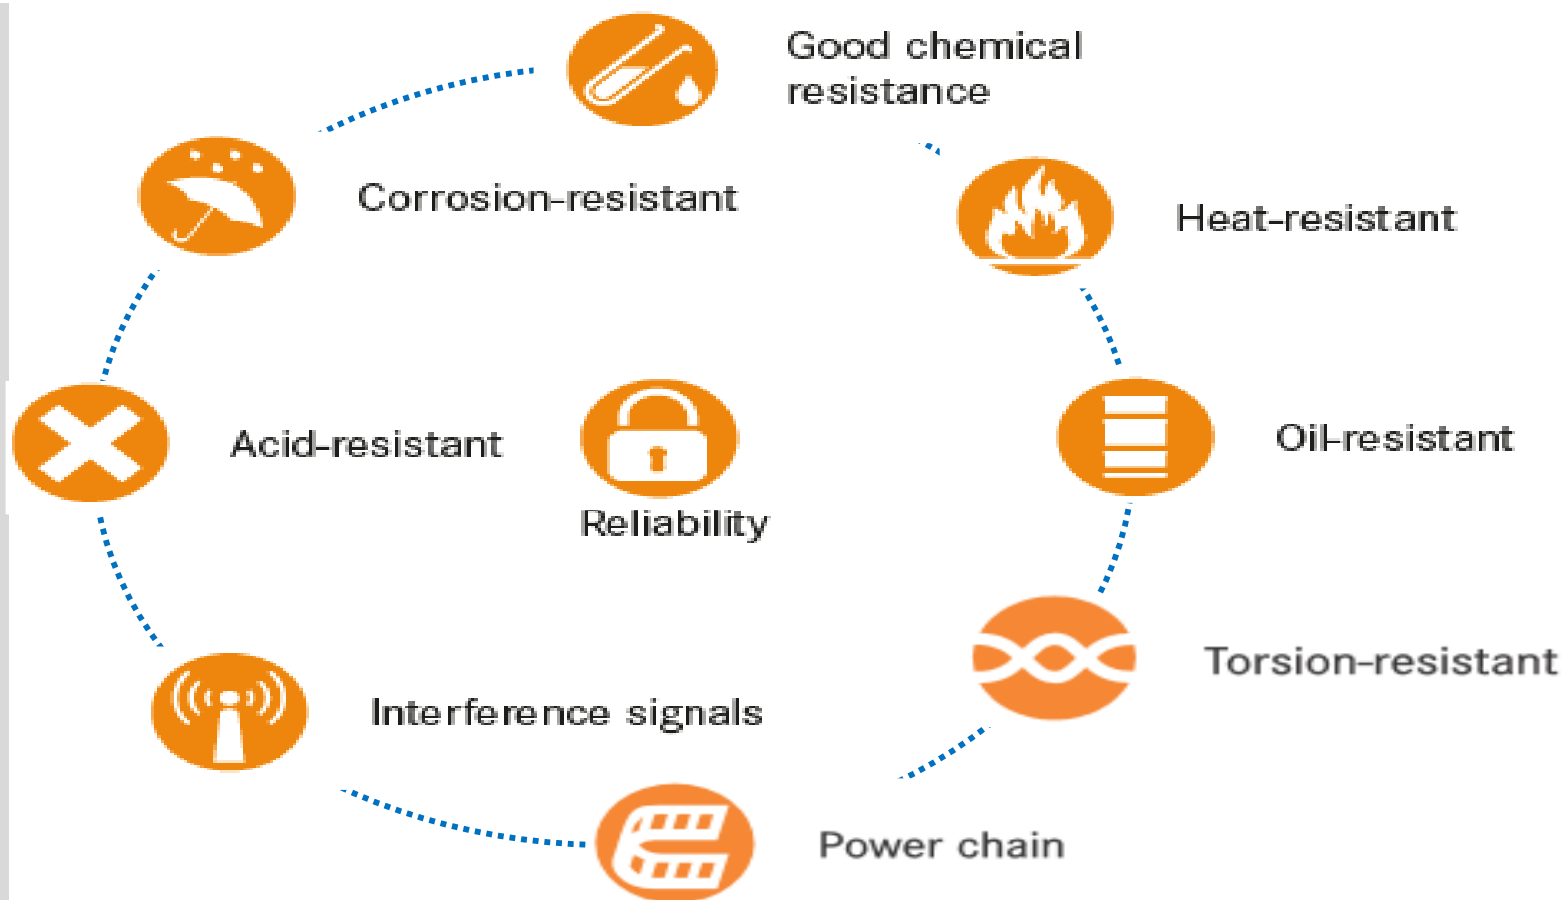 Good chemical
resistance
Corrosion-resistant
Heat-resistant
Acid-resistant
Oil-resistant
Reliability
Torsion-resistant
Interference signals
Power chain